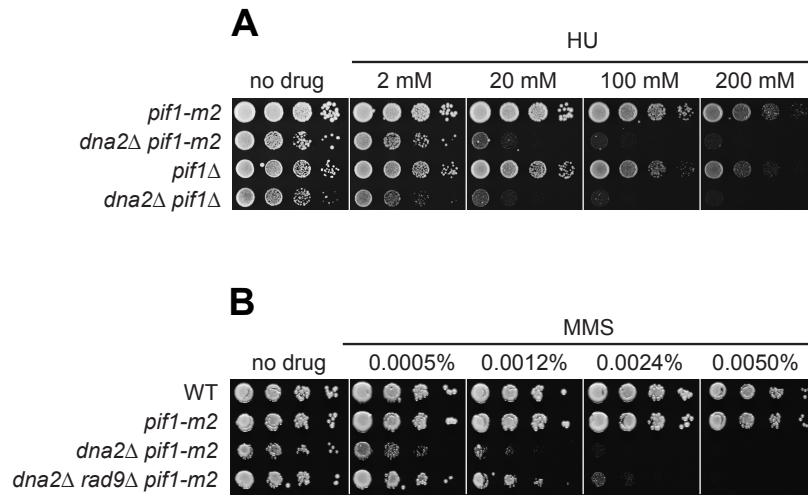 A
HU
no drug 2 mM 20 mM 100 mM 200 mM
pif1-m2
dna2Δ pif1-m2
pif1Δ
dna2Δ pif1Δ
B
MMS
no drug 0.0005% 0.0012% 0.0024% 0.0050%
WT
pif1-m2
dna2Δ pif1-m2
dna2Δ rad9Δ pif1-m2